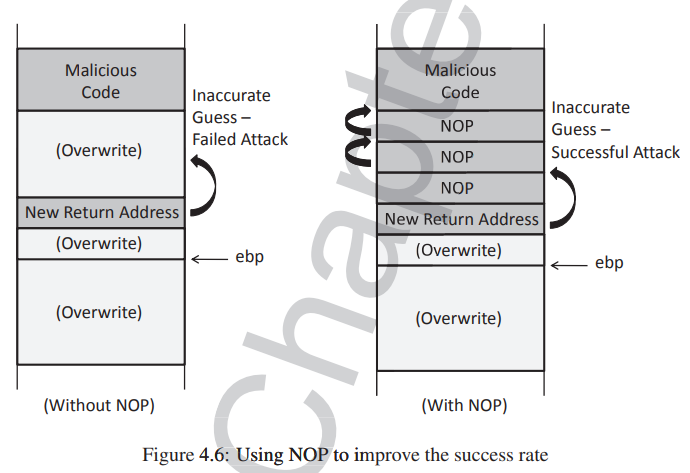 Malicious
Code
(Overwrite)
New Return Address
(Overwrite)
(Overwrite)
Inaccurate
Guess –
Failed Attack
ebp
(Without NOP)
Malicious
Code
NOP
NOP
NOP
New Return Address
(Overwrite)
(Overwrite)
Inaccurate
Guess –
Successful Attack
ebp
(With NOP)
Chapte
Figure 4.6: Using NOP to improve the success rate